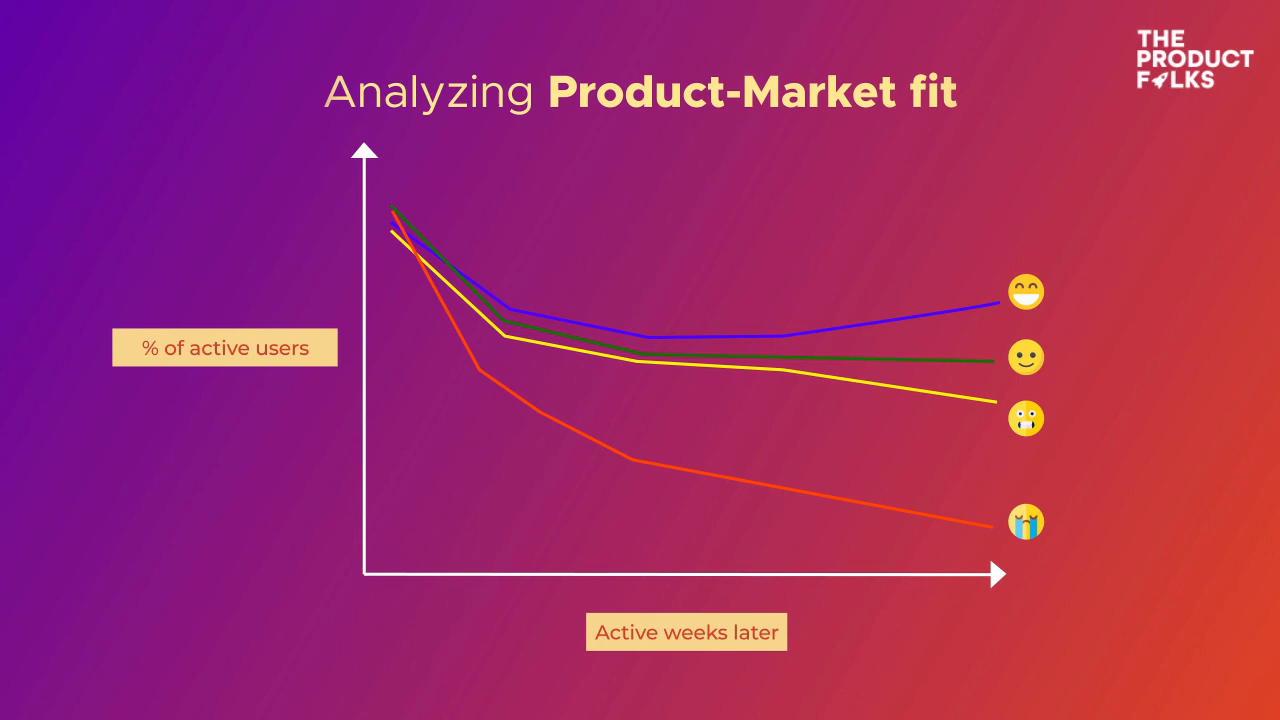 THE
PRODUCT
FOLKS
Analyzing Product-Market fit
% of active users
Active weeks later